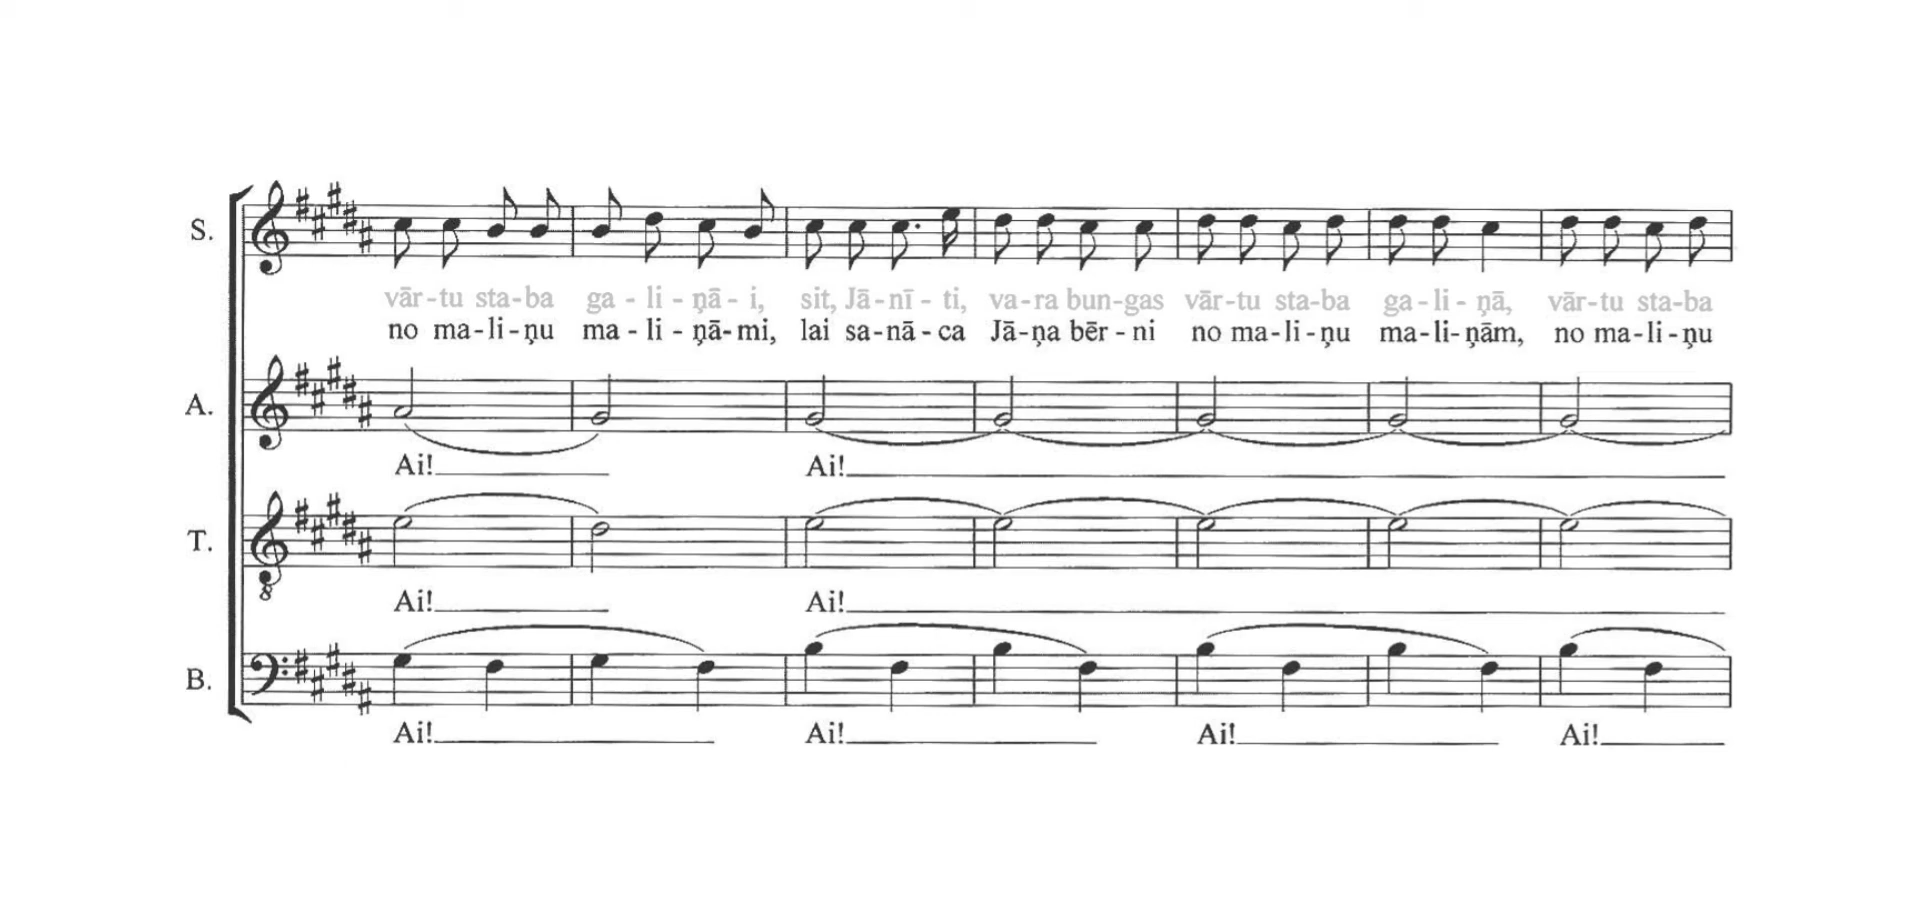 S.
vār-tu sta-ba ga-li-ņā-i, sit, Jā-nī-ti, va-ra bun-gas vār-tu sta-ba ga-li-ņā, vār-tu sta-ba
no ma-li-ņu ma-li-ņā-mi, lai sa-nā-ca Jā-ņa bēr-ni no ma-li-ņu ma-li-ņām, no ma-li-ņu
A.
Ai! Ai!
T.
8
Ai! Ai!
B.
Ai! Ai! Ai! Ai!